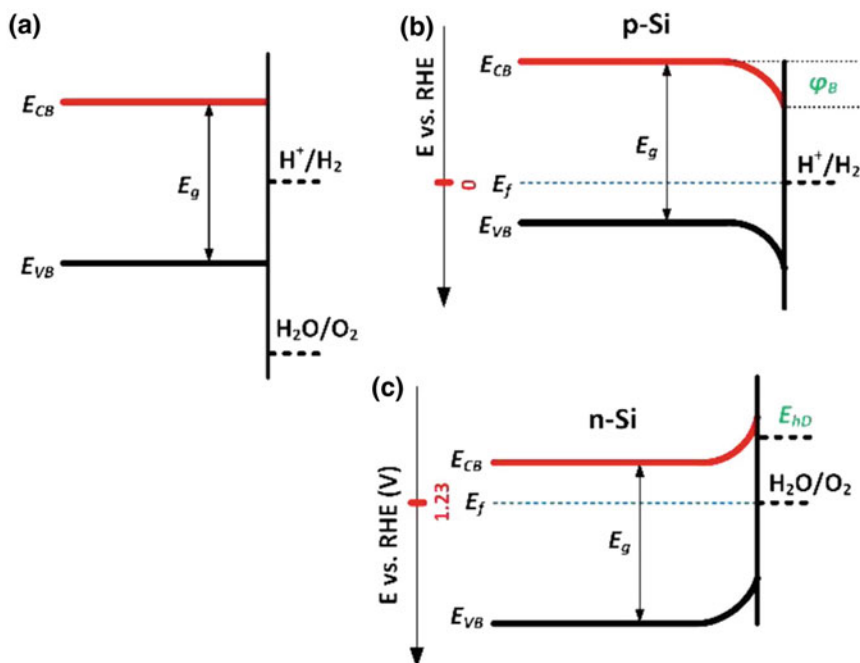 (a)
E_CB
H⁺/H₂
E_g
E_VB
H₂O/O₂
(b)
p-Si
E vs. RHE
E_CB
φ_B
E_g
H⁺/H₂
0
E_f
E_VB
(c)
n-Si
E vs. RHE (V)
E_hD
E_CB
H₂O/O₂
1.23
E_f
E_g
E_VB